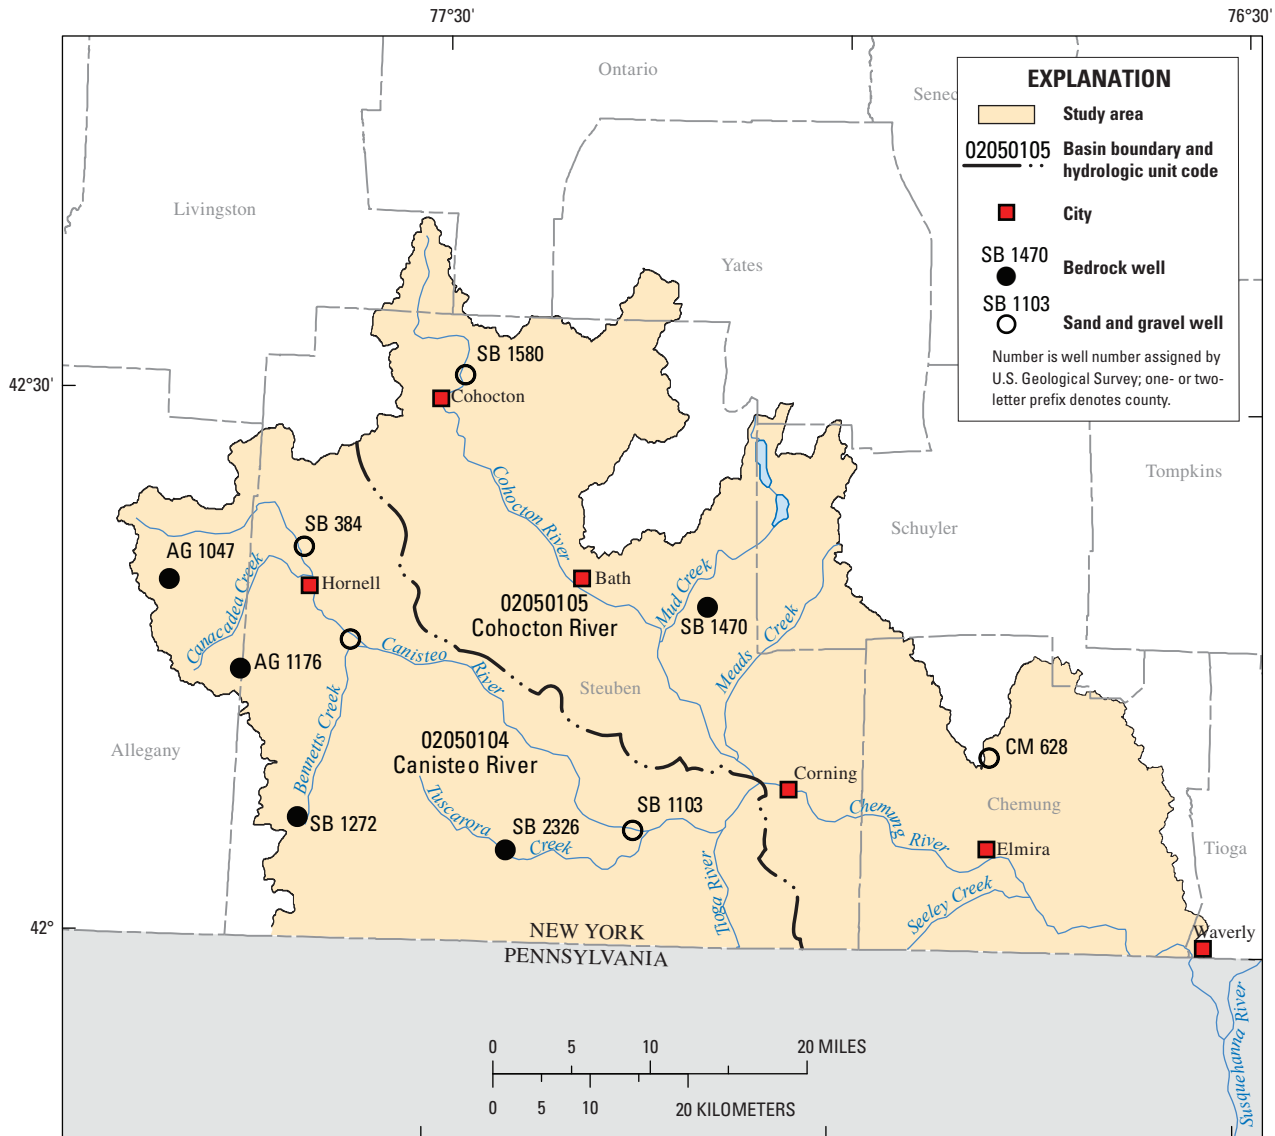 77°30'
76°30'
Ontario
Senec
EXPLANATION
Study area
02050105
Basin boundary and
hydrologic unit code
City
SB 1470
Bedrock well
SB 1103
Sand and gravel well
Number is well number assigned by
U.S. Geological Survey; one- or two-
letter prefix denotes county.
Livingston
Yates
42°30'
SB 1580
Cohocton
Tompkins
Schuyler
Cohocton River
SB 384
AG 1047
Hornell
Canacadea Creek
Bath
02050105
Cohocton River
Mud Creek
SB 1470
Meads Creek
AG 1176
Canisteo River
Steuben
Bennetts Creek
Allegany
02050104
Canisteo River
CM 628
Corning
Chemung
Chemung River
SB 1272
Tuscarora Creek
SB 2326
SB 1103
Elmira
Tioga
Tioga River
Seeley Creek
42°
NEW YORK
PENNSYLVANIA
Waverly
Susquehanna River
0 5 10 20 MILES
0 5 10 20 KILOMETERS